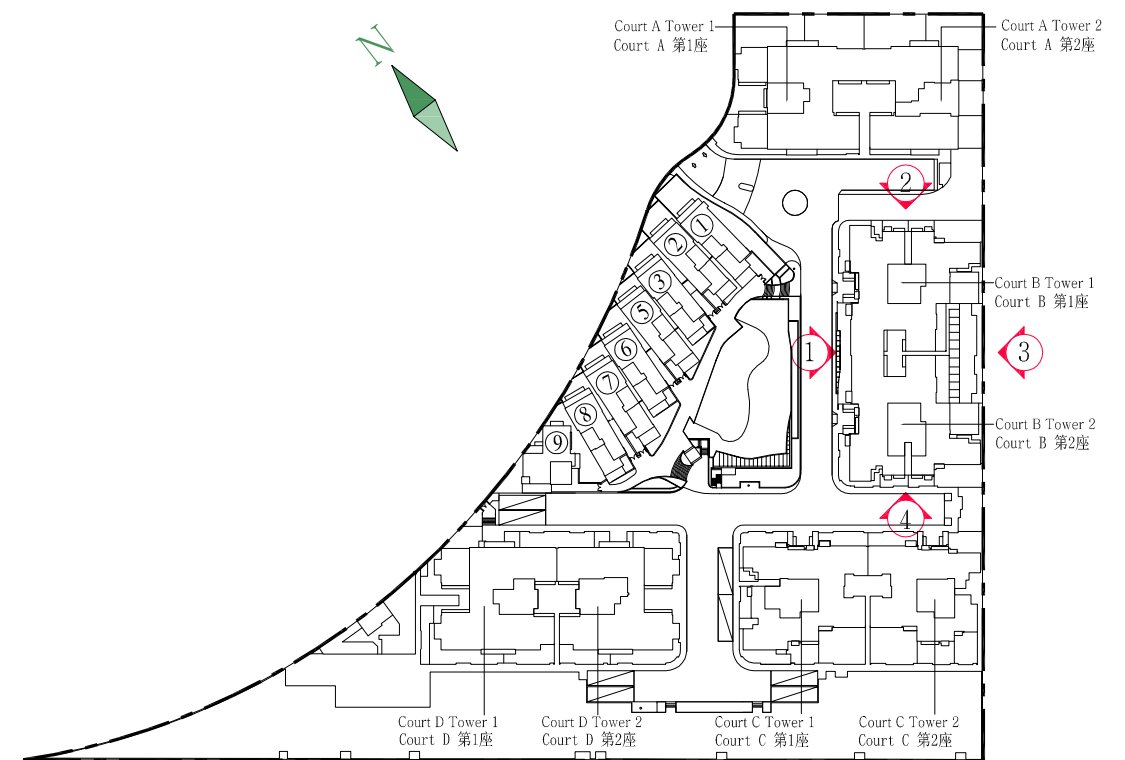 Court A Tower 1
Court A 第1座
Court A Tower 2
Court A 第2座
N
2
1
2
3
5
6
7
8
9
Court B Tower 1
Court B 第1座
1
3
Court B Tower 2
Court B 第2座
4
Court D Tower 1
Court D 第1座
Court D Tower 2
Court D 第2座
Court C Tower 1
Court C 第1座
Court C Tower 2
Court C 第2座